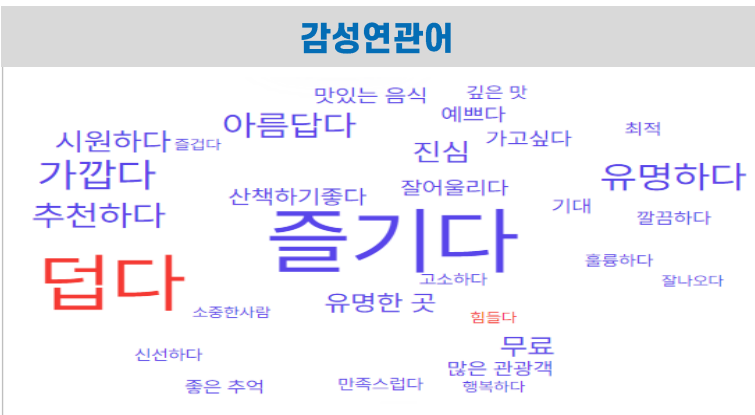 감성연관어
맛있는 음식
깊은 맛
예쁘다
아름답다
최적
시원하다
즐겁다
가고싶다
진심
가깝다
유명하다
산책하기좋다
잘어울리다
추천하다
기대
깔끔하다
즐기다
훌륭하다
덥다
고소하다
잘나오다
유명한 곳
소중한사람
힘들다
무료
신선하다
많은 관광객
좋은 추억
만족스럽다
행복하다